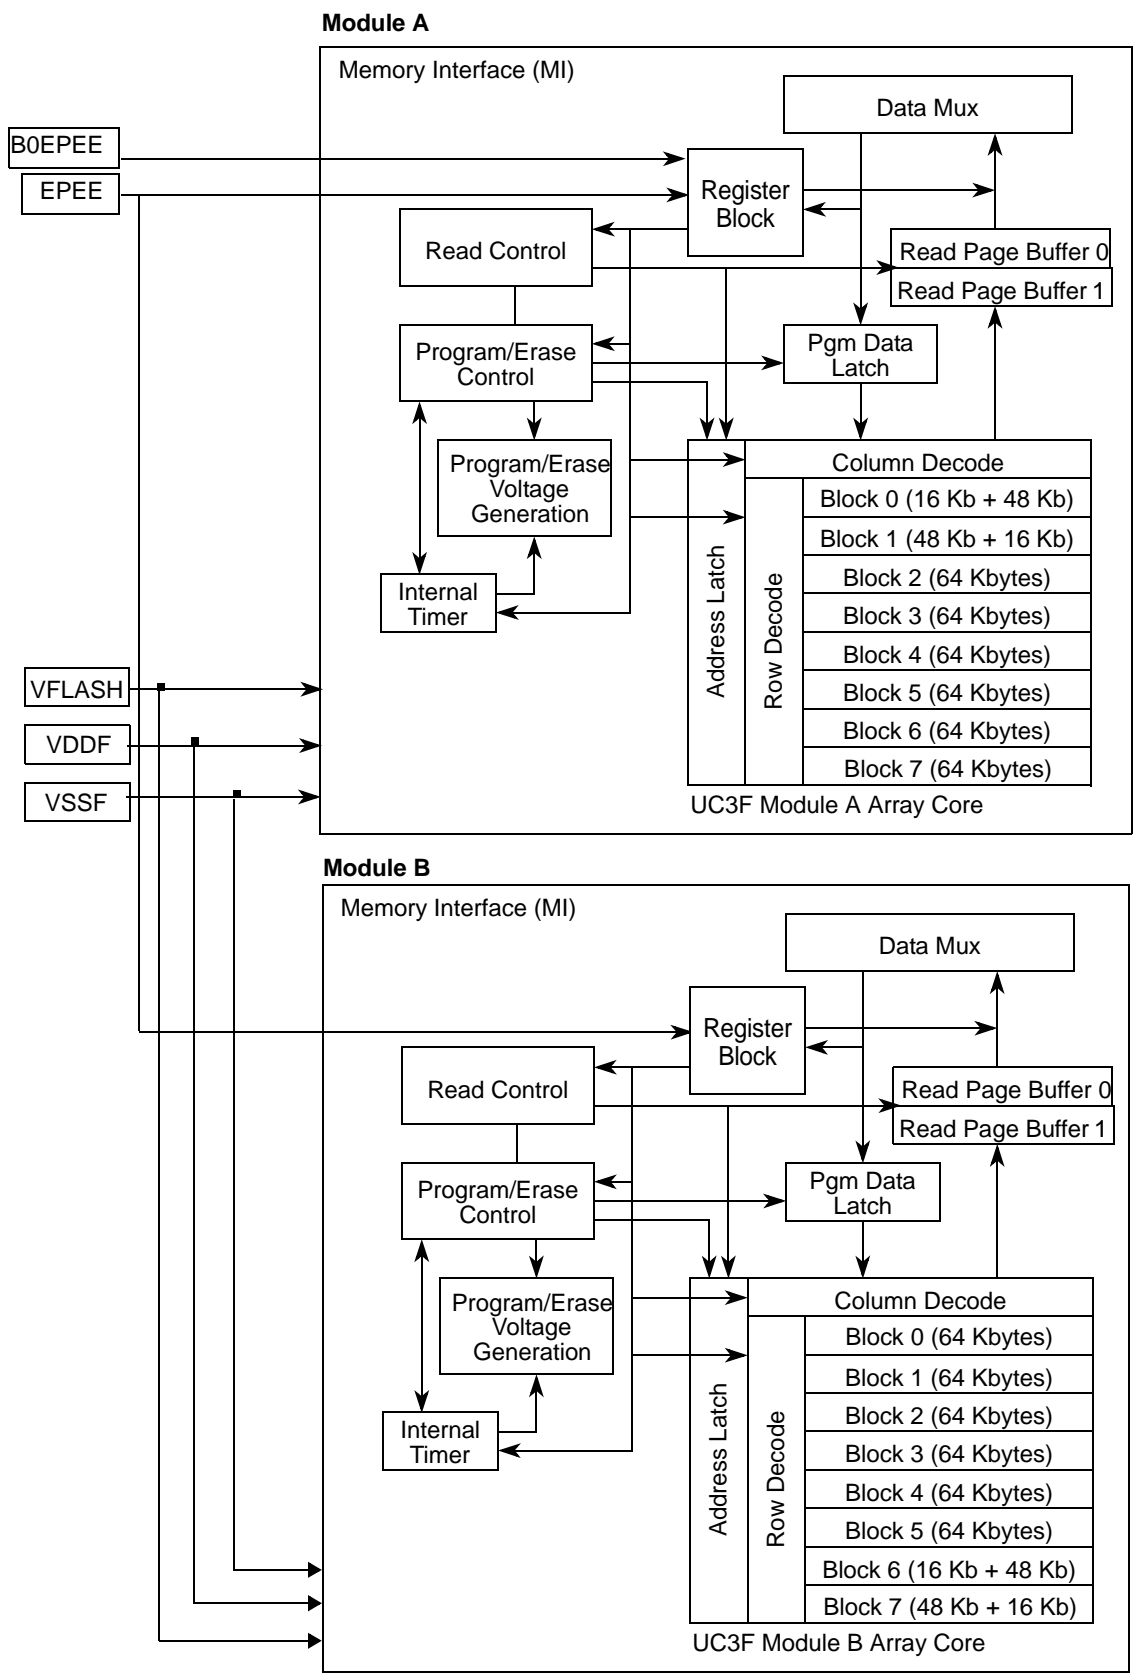 Module A
Memory Interface (MI)
Data Mux
B0EPEE
EPEE
Register
Block
Read Control
Read Page Buffer 0
Read Page Buffer 1
Program/Erase
Control
Pgm Data
Latch
Program/Erase
Voltage
Generation
Internal
Timer
Address Latch
Row Decode
Column Decode
Block 0 (16 Kb + 48 Kb)
Block 1 (48 Kb + 16 Kb)
Block 2 (64 Kbytes)
Block 3 (64 Kbytes)
Block 4 (64 Kbytes)
Block 5 (64 Kbytes)
Block 6 (64 Kbytes)
Block 7 (64 Kbytes)
UC3F Module A Array Core
VFLASH
VDDF
VSSF
Module B
Memory Interface (MI)
Data Mux
Register
Block
Read Control
Read Page Buffer 0
Read Page Buffer 1
Program/Erase
Control
Pgm Data
Latch
Program/Erase
Voltage
Generation
Internal
Timer
Address Latch
Row Decode
Column Decode
Block 0 (64 Kbytes)
Block 1 (64 Kbytes)
Block 2 (64 Kbytes)
Block 3 (64 Kbytes)
Block 4 (64 Kbytes)
Block 5 (64 Kbytes)
Block 6 (16 Kb + 48 Kb)
Block 7 (48 Kb + 16 Kb)
UC3F Module B Array Core